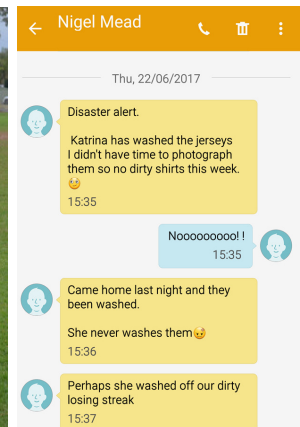 Nigel Mead
Thu, 22/06/2017
Disaster alert.
Katrina has washed the jerseys
I didn't have time to photograph
them so no dirty shirts this week.
15:35
Nooooooooo! !
15:35
Came home last night and they
been washed.
She never washes them
15:36
Perhaps she washed off our dirty
losing streak
15:37